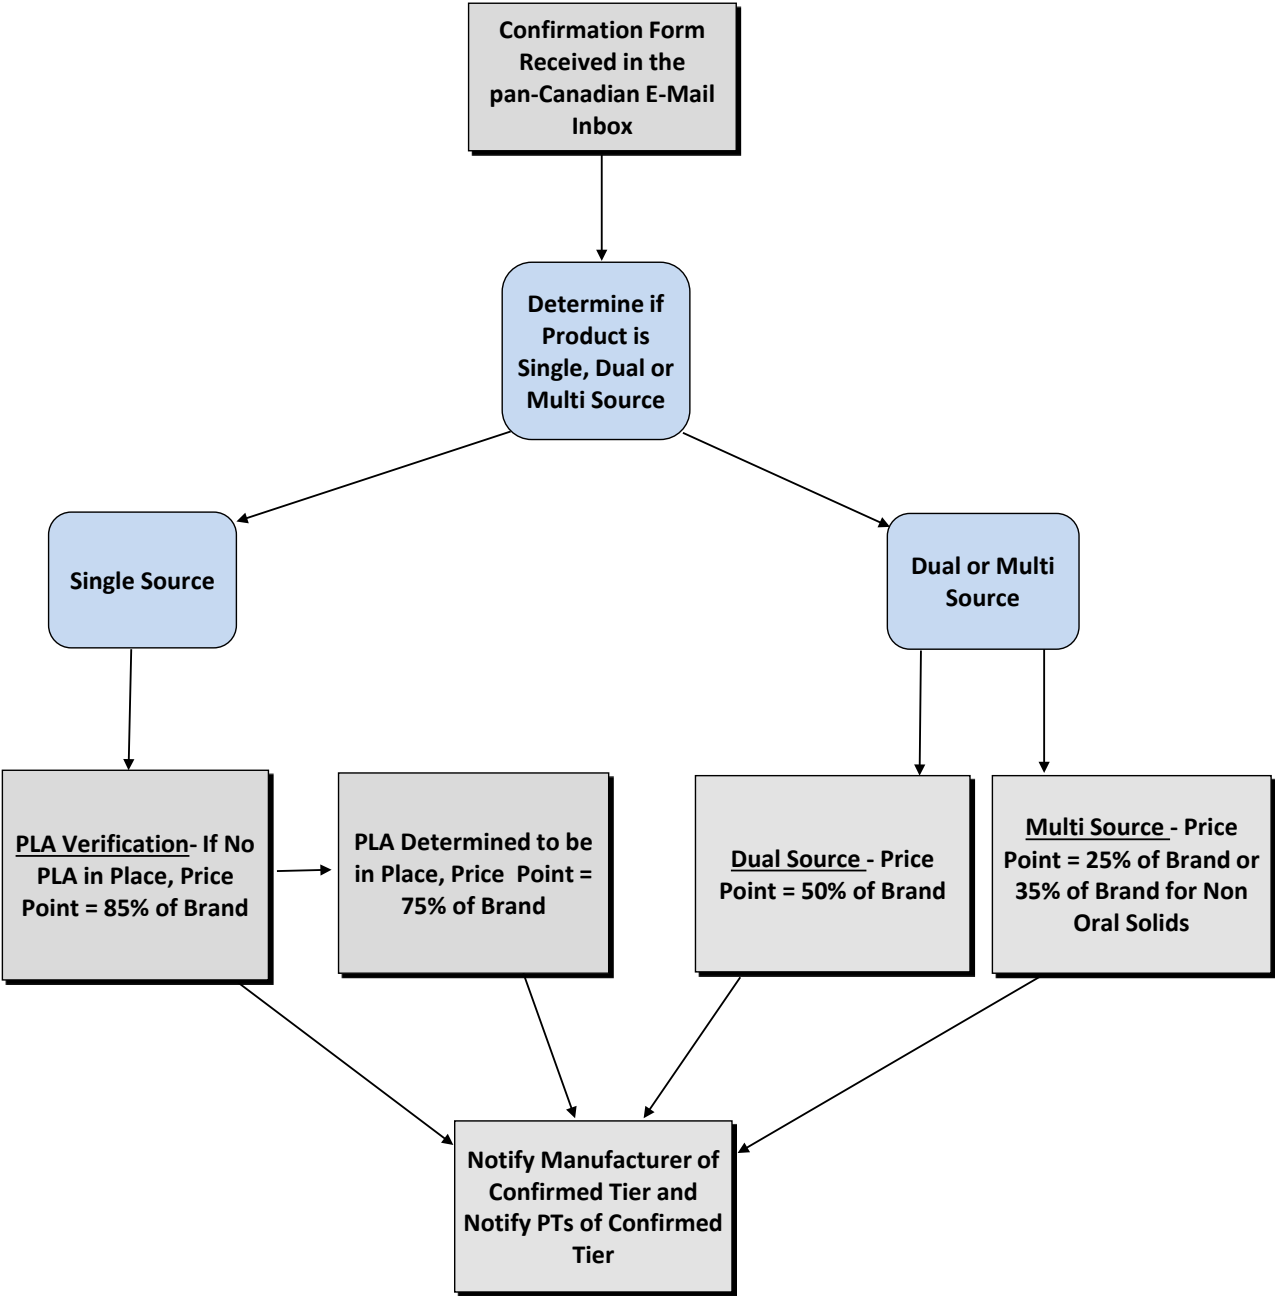 Confirmation Form
Received in the
pan-Canadian E-Mail
Inbox
Determine if
Product is
Single, Dual or
Multi Source
Single Source
Dual or Multi
Source
PLA Verification- If No
PLA in Place, Price
Point = 85% of Brand
PLA Determined to be
in Place, Price Point =
75% of Brand
Dual Source - Price
Point = 50% of Brand
Multi Source - Price
Point = 25% of Brand or
35% of Brand for Non
Oral Solids
Notify Manufacturer of
Confirmed Tier and
Notify PTs of Confirmed
Tier